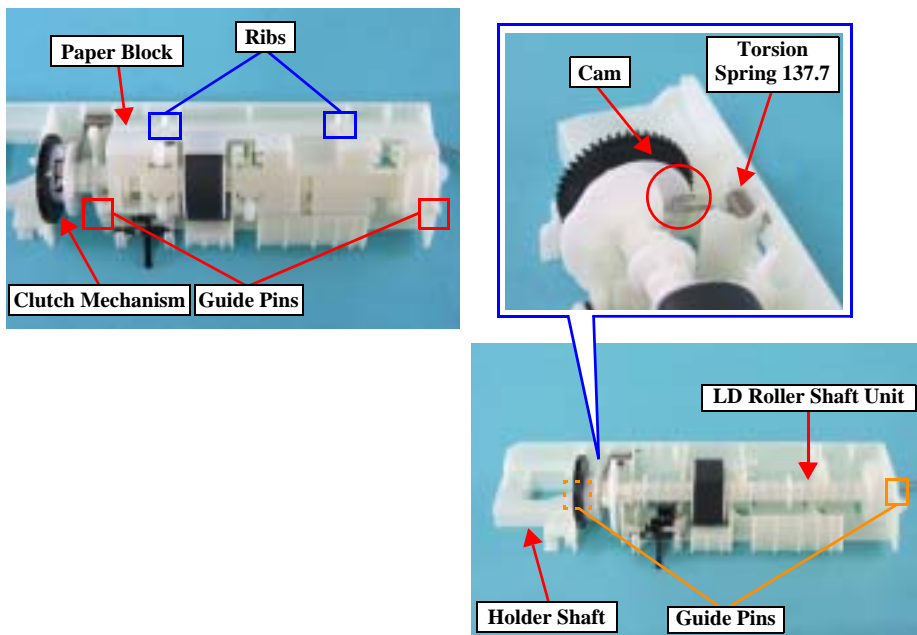 Paper Block
Ribs
Clutch Mechanism
Guide Pins
Cam
Torsion
Spring 137.7
LD Roller Shaft Unit
Holder Shaft
Guide Pins